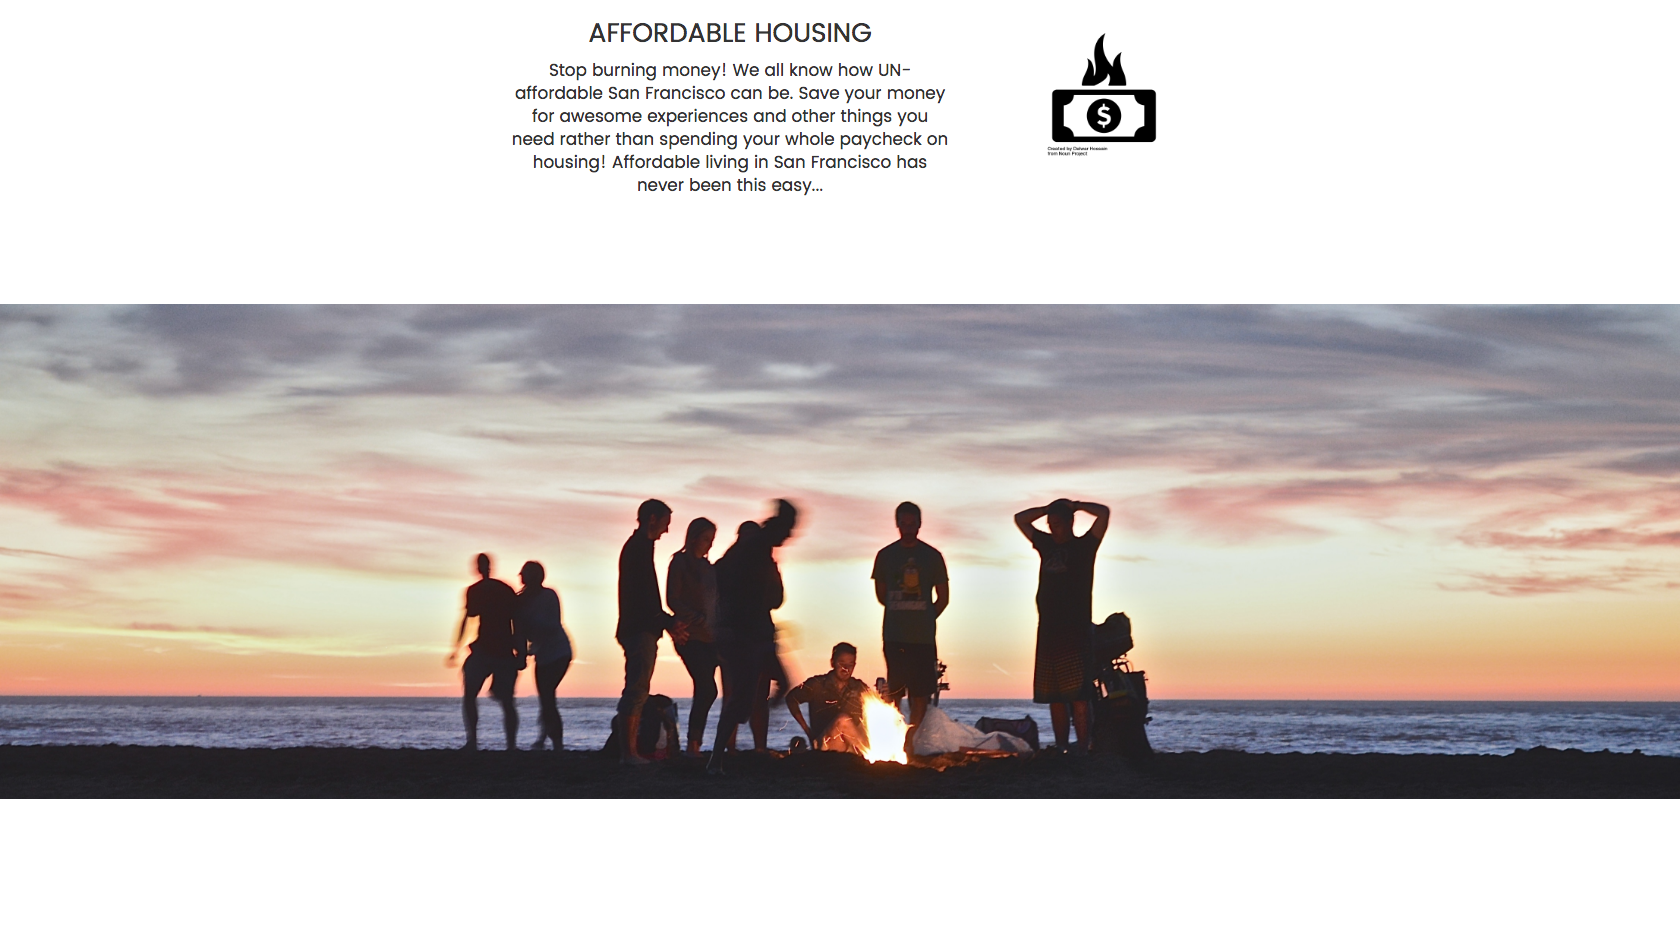 AFFORDABLE HOUSING
Stop burning money! We all know how UN-
affordable San Francisco can be. Save your money
for awesome experiences and other things you
need rather than spending your whole paycheck on
housing! Affordable living in San Francisco has
never been this easy...
$
Created by Delwar Hossain
from Noun Project